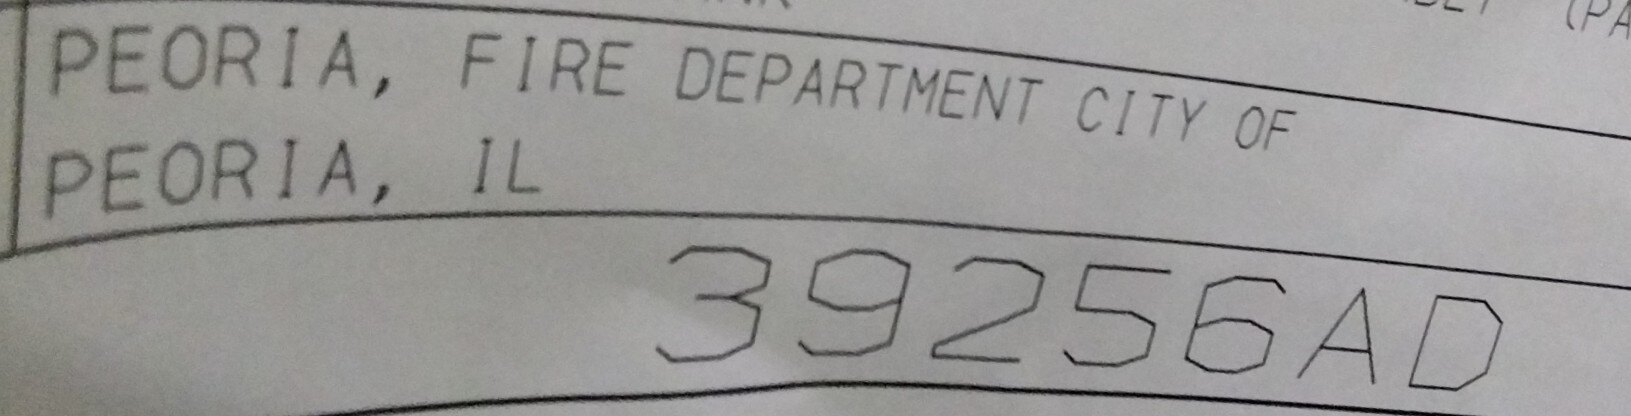 PEORIA, FIRE DEPARTMENT CITY OF
PEORIA, IL
39256AD